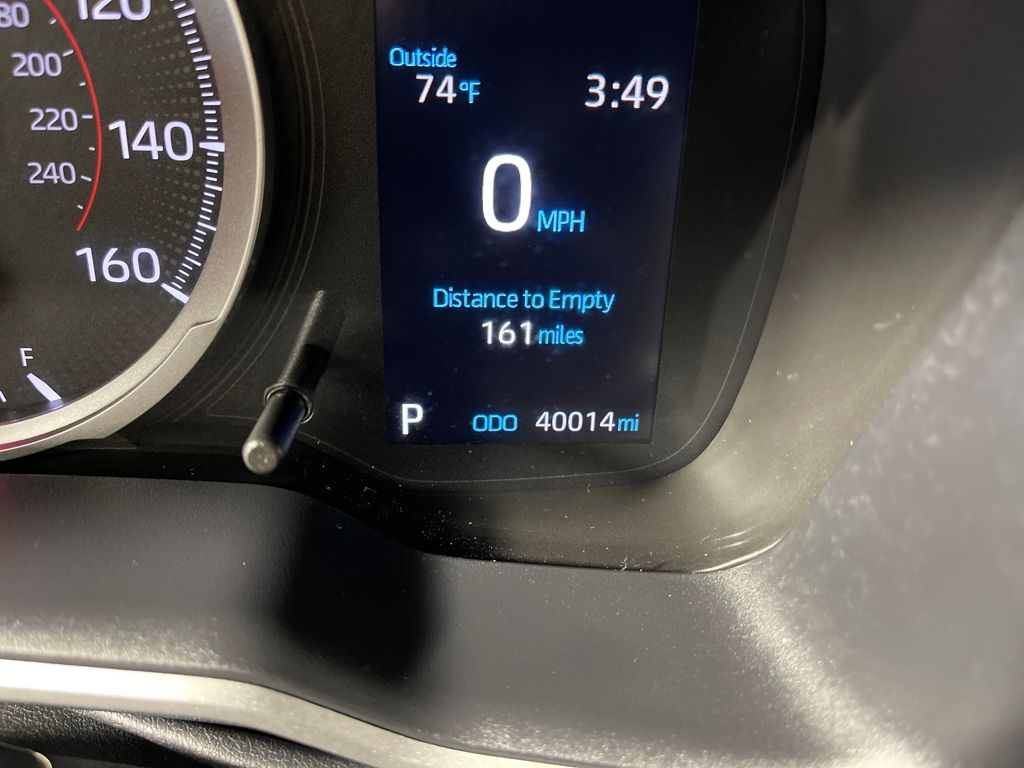 120
200
220
140
240
160
F
Outside
74°F
3:49
0 MPH
Distance to Empty
161 miles
P
ODO 40014 mi